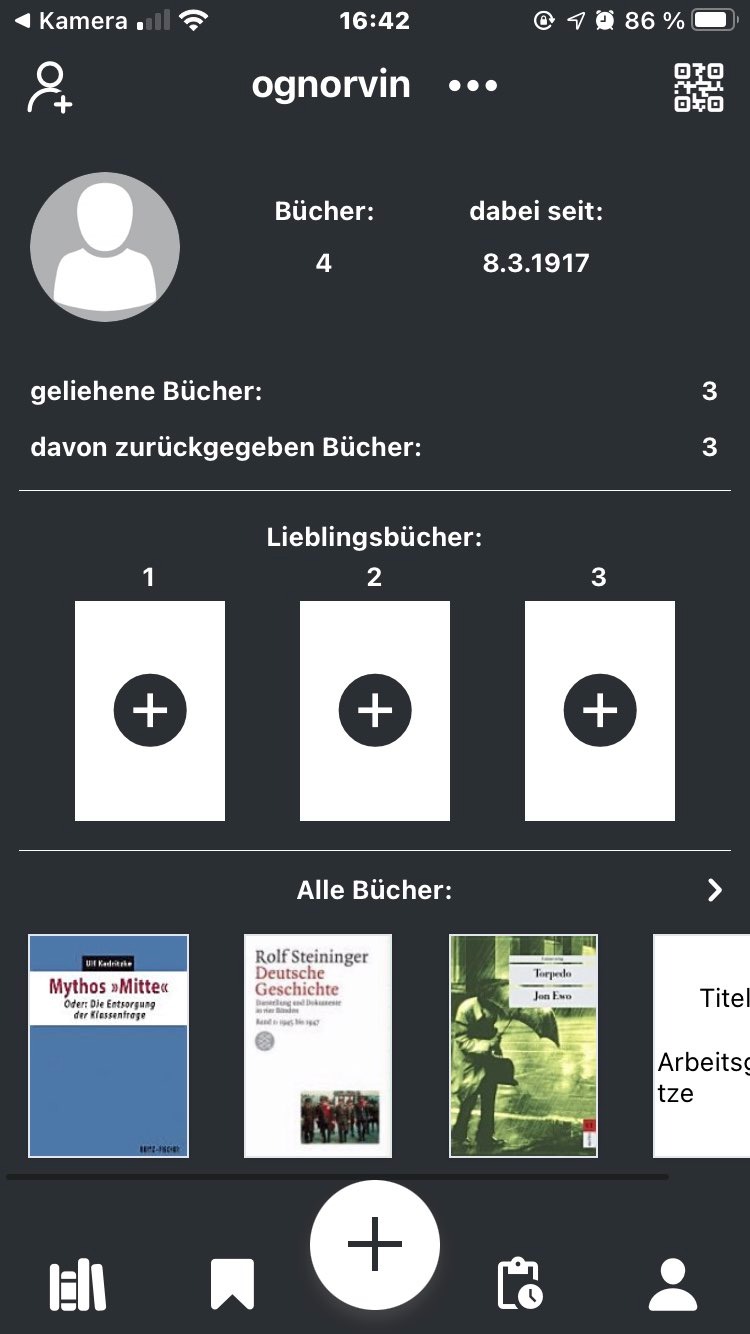 Kamera
16:42
86 %
ognorvin
Bücher:
dabei seit:
4
8.3.1917
geliehene Bücher:
3
davon zurückgegeben Bücher:
3
Lieblingsbücher:
1
2
3
Alle Bücher:
Ulf Kadritzke
Mythos »Mitte«
Oder: Die Entsorgung
der Klassenfrage
BERTZ+FISCHER
Rolf Steininger
Deutsche
Geschichte
Darstellung und Dokumente
in vier Bänden
Band 1: 1945 bis 1947
Torpedo
Jon Ewo
Titel
Arbeitsg
tze